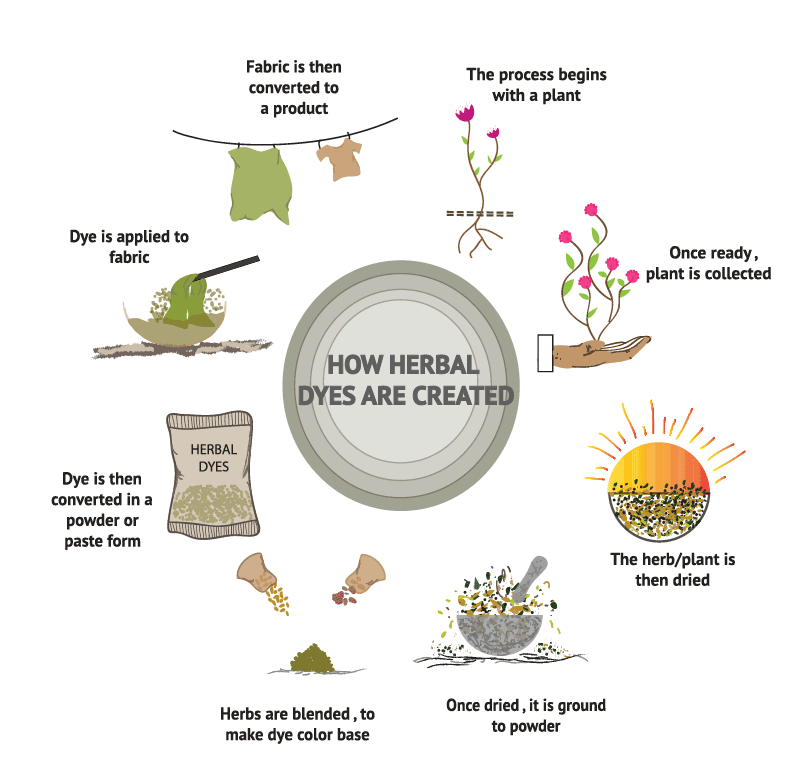 HOW HERBAL
DYES ARE CREATED
The process begins
with a plant
Once ready ,
plant is collected
The herb/plant is
then dried
Once dried , it is ground
to powder
Herbs are blended , to
make dye color base
Dye is then
converted in a
powder or
paste form
HERBAL
DYES
Dye is applied to
fabric
Fabric is then
converted to
a product